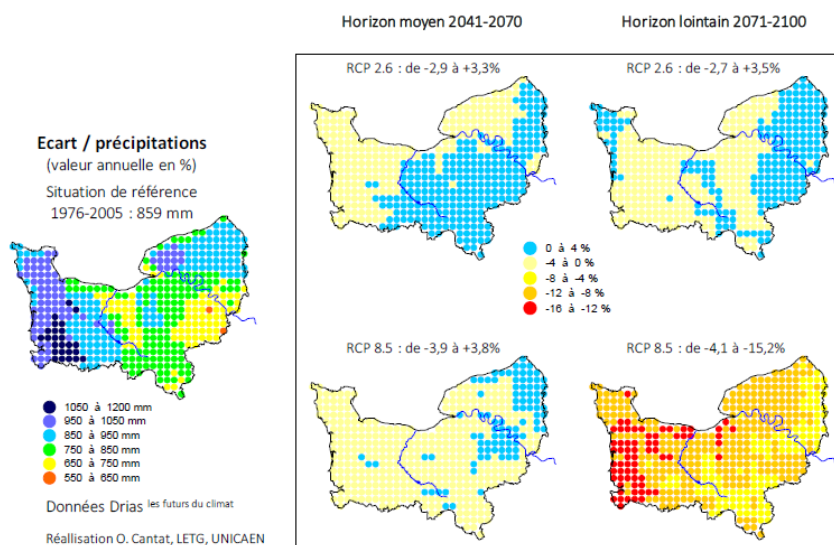 Horizon moyen 2041-2070
Horizon lointain 2071-2100
RCP 2.6 : de -2,9 à +3,3%
RCP 2.6 : de -2,7 à +3,5%
Ecart / précipitations
(valeur annuelle en %)
Situation de référence
1976-2005 : 859 mm
0 à 4 %
-4 à 0 %
-8 à -4 %
-12 à -8 %
-16 à -12 %
RCP 8.5 : de -3,9 à +3,8%
RCP 8.5 : de -4,1 à -15,2%
1050 à 1200 mm
950 à 1050 mm
850 à 950 mm
750 à 850 mm
650 à 750 mm
550 à 650 mm
Données Drias les futurs du climat
Réallisation O. Cantat, LETG, UNICAEN